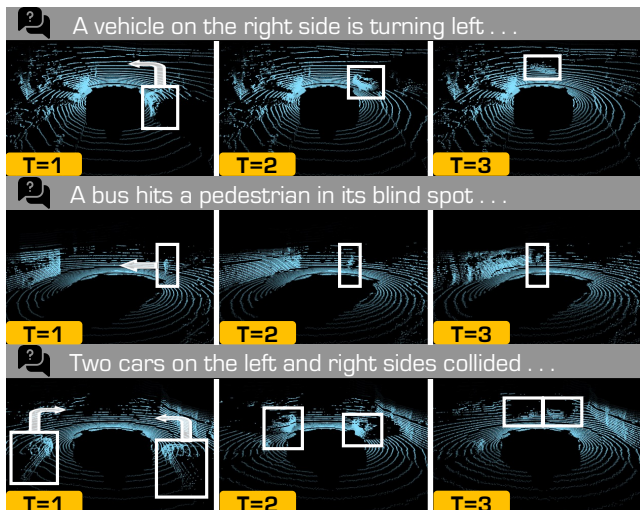 A vehicle on the right side is turning left . . .
T=1 T=2 T=3
A bus hits a pedestrian in its blind spot . . .
T=1 T=2 T=3
Two cars on the left and right sides collided . . .
T=1 T=2 T=3